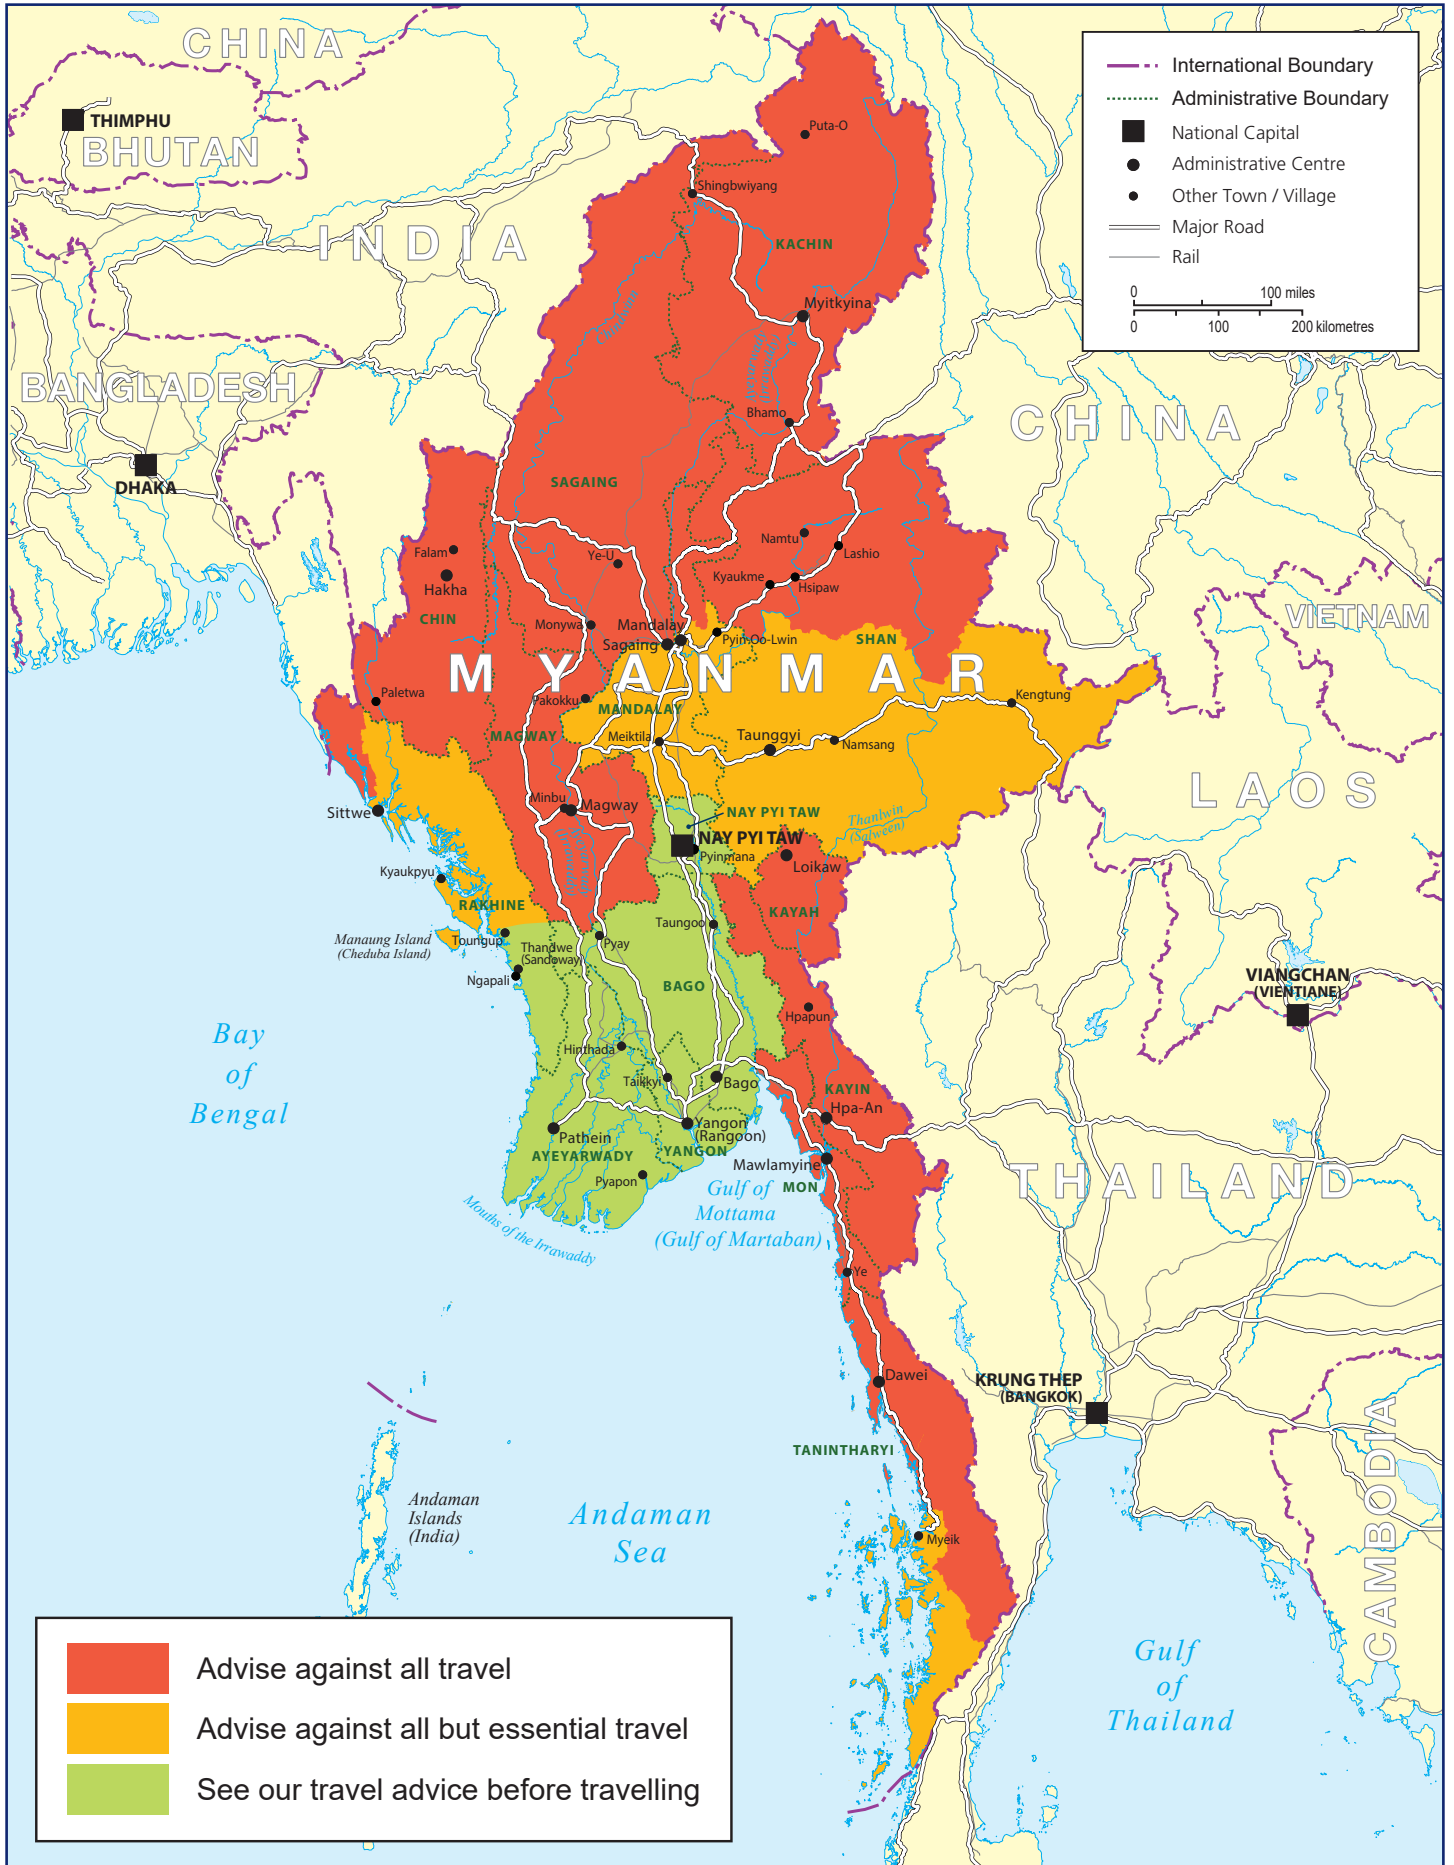 CHINA
THIMPHU
BHUTAN
INDIA
BANGLADESH
DHAKA
International Boundary
Administrative Boundary
National Capital
Administrative Centre
Other Town / Village
Major Road
Rail
0 100 miles
0 100 200 kilometres
Puta-O
Shingbwiyang
KACHIN
Myitkyina
Bhamo
CHINA
SAGAING
Namtu
Lashio
Falam
Ye-U
Kyaukme
Hsipaw
Hakha
CHIN
Monywa
Mandalay
Sagaing
Pyin-Oo-Lwin
SHAN
VIETNAM
MYANMAR
Paletwa
Pakokku
MANDALAY
Kengtung
MAGWAY
Meiktila
Taunggyi
Namsang
LAOS
Sittwe
Minbu
Magway
NAY PYI TAW
Thanlwin
(Salween)
NAY PYI TAW
Pyinmana
Loikaw
Kyaukpyu
RAKHINE
KAYAH
Taungoo
Manaung Island
(Cheduba Island)
Toungup
Thandwe
(Sandoway)
Pyay
Ngapali
BAGO
VIANGCHAN
(VIENTIANE)
Hpapun
Bay
of
Bengal
Hinthada
Taikkyi
Bago
KAYIN
Hpa-An
Yangon
(Rangoon)
Pathein
AYEYARWADY
YANGON
Mawlamyine
MON
Pyapon
Gulf of
Mottama
(Gulf of Martaban)
Mouths of the Irrawaddy
THAILAND
Ye
Dawei
KRUNG THEP
(BANGKOK)
TANINTHARYI
CAMBODIA
Andaman
Islands
(India)
Andaman
Sea
Myeik
Gulf
of
Thailand
Advise against all travel
Advise against all but essential travel
See our travel advice before travelling